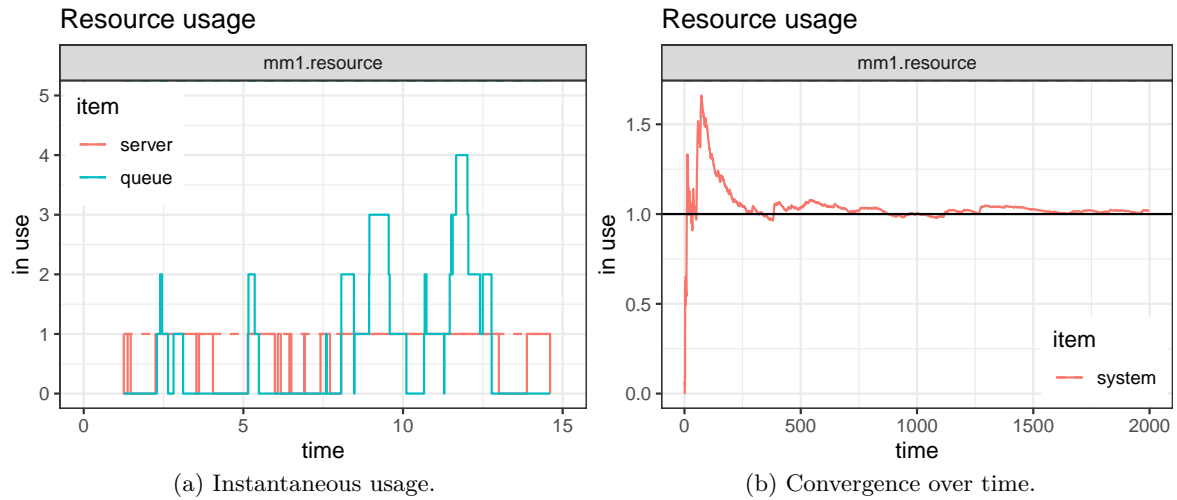 Resource usage
mm1.resource
5
4
3
2
1
0
in use
item
server
queue
0
5
10
15
time
(a) Instantaneous usage.
Resource usage
mm1.resource
1.5
1.0
0.5
0.0
in use
item
system
0
500
1000
1500
2000
time
(b) Convergence over time.